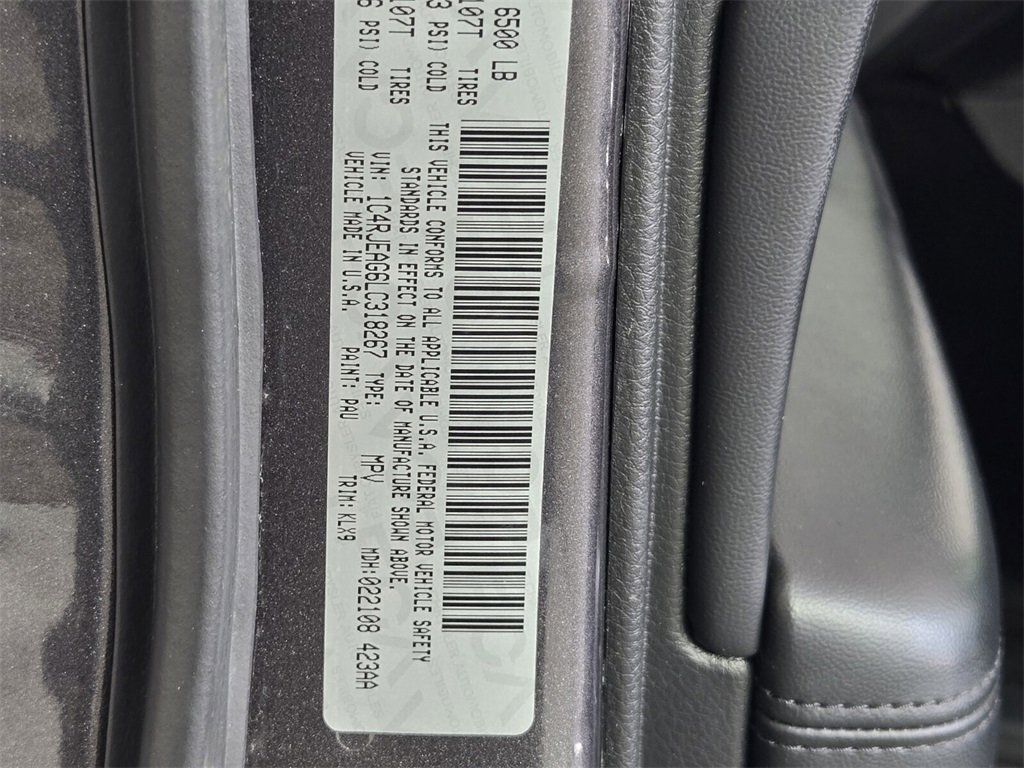 6500 LB
107T TIRES
3 PSI) COLD
107T TIRES
6 PSI) COLD
THIS VEHICLE CONFORMS TO ALL APPLICABLE U.S.A. FEDERAL MOTOR VEHICLE SAFETY
STANDARDS IN EFFECT ON THE DATE OF MANUFACTURE SHOWN ABOVE.
VIN: 1C4RJEAG6LC318267 TYPE: MPV MDH:022108 423AA
VEHICLE MADE IN U.S.A. PAINT: PAU TRIM:KLX9